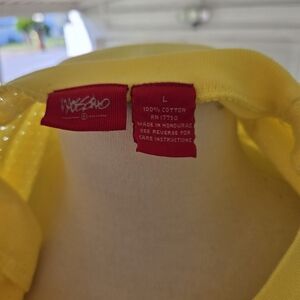 MOSSIMO
L
100% COTTON
RN 17730
MADE IN HONDURAS
SEE REVERSE FOR
CARE INSTRUCTIONS